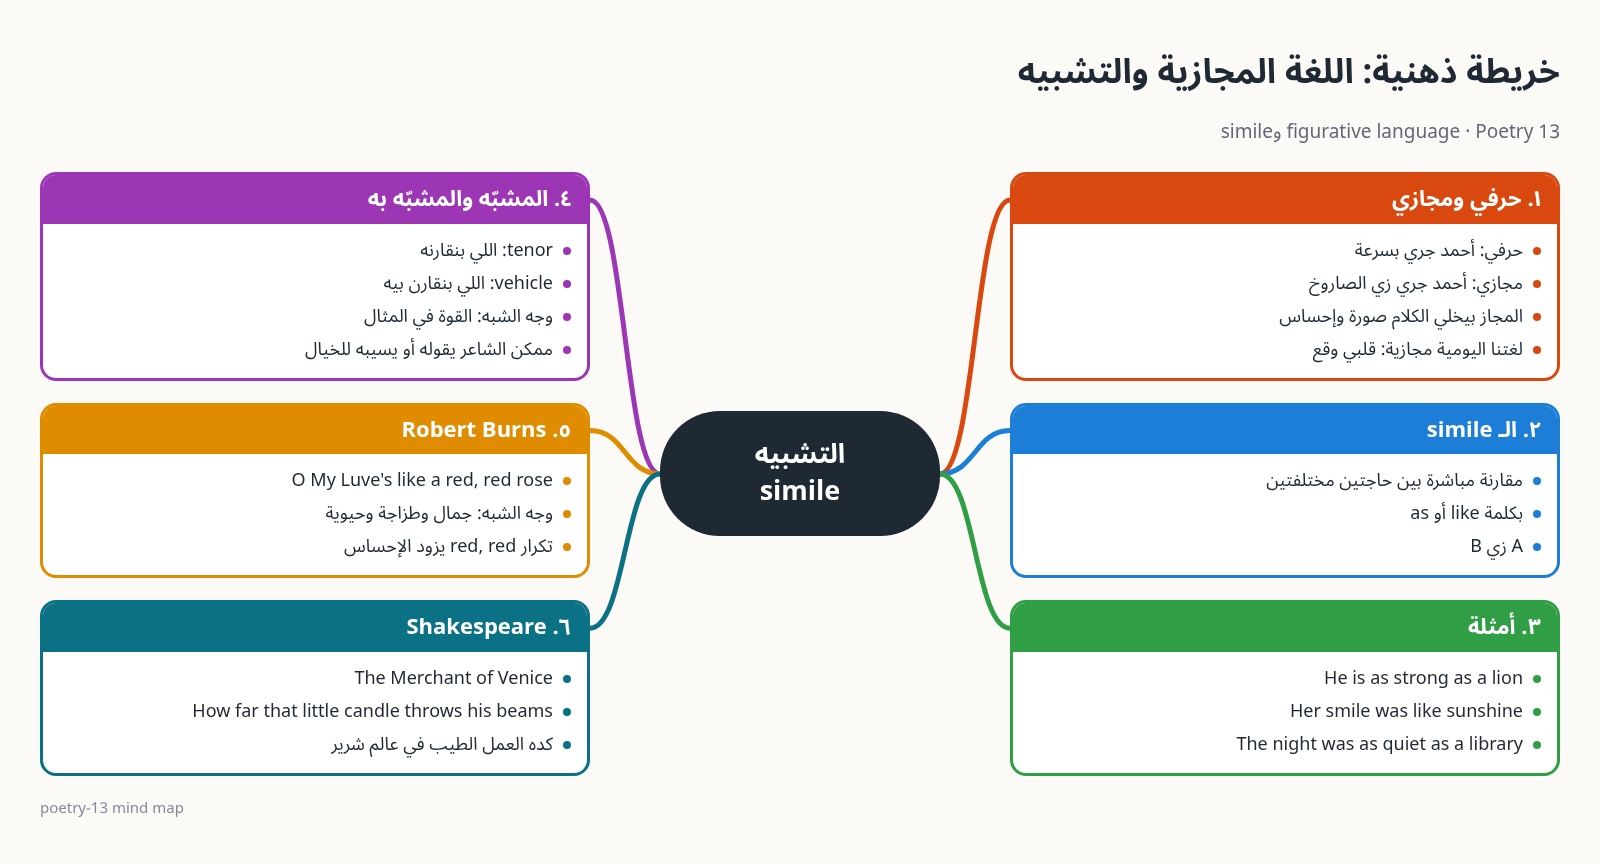 خريطة ذهنية: اللغة المجازية والتشبيه
Poetry 13 · figurative language وsimile
١. حرفي ومجازي
حرفي: أحمد جري بسرعة
مجازي: أحمد جري زي الصاروخ
المجاز بيخلي الكلام صورة وإحساس
لغتنا اليومية مجازية: قلبي وقع
٢. الـ simile
مقارنة مباشرة بين حاجتين مختلفتين
بكلمة like أو as
A زي B
٣. أمثلة
He is as strong as a lion
Her smile was like sunshine
The night was as quiet as a library
التشبيه
simile
٤. المشبّه والمشبّه به
tenor: اللي بنقارنه
vehicle: اللي بنقارن بيه
وجه الشبه: القوة في المثال
ممكن الشاعر يقوله أو يسيبه للخيال
٥. Robert Burns
O My Luve's like a red, red rose
وجه الشبه: جمال وطزاجة وحيوية
تكرار red, red يزود الإحساس
٦. Shakespeare
The Merchant of Venice
How far that little candle throws his beams
كده العمل الطيب في عالم شرير
poetry-13 mind map